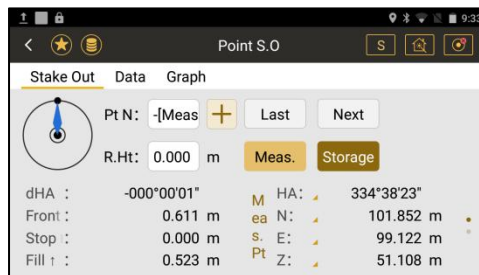 9:33
Point S.O
S
Stake Out Data Graph
Pt N: -[Meas + Last Next
R.Ht: 0.000 m Meas. Storage
dHA : -000°00'01" HA: 334°38'23"
Front: 0.611 m N: 101.852 m
Stop : 0.000 m E: 99.122 m
Fill ↑ : 0.523 m Z: 51.108 m
Meas. Pt